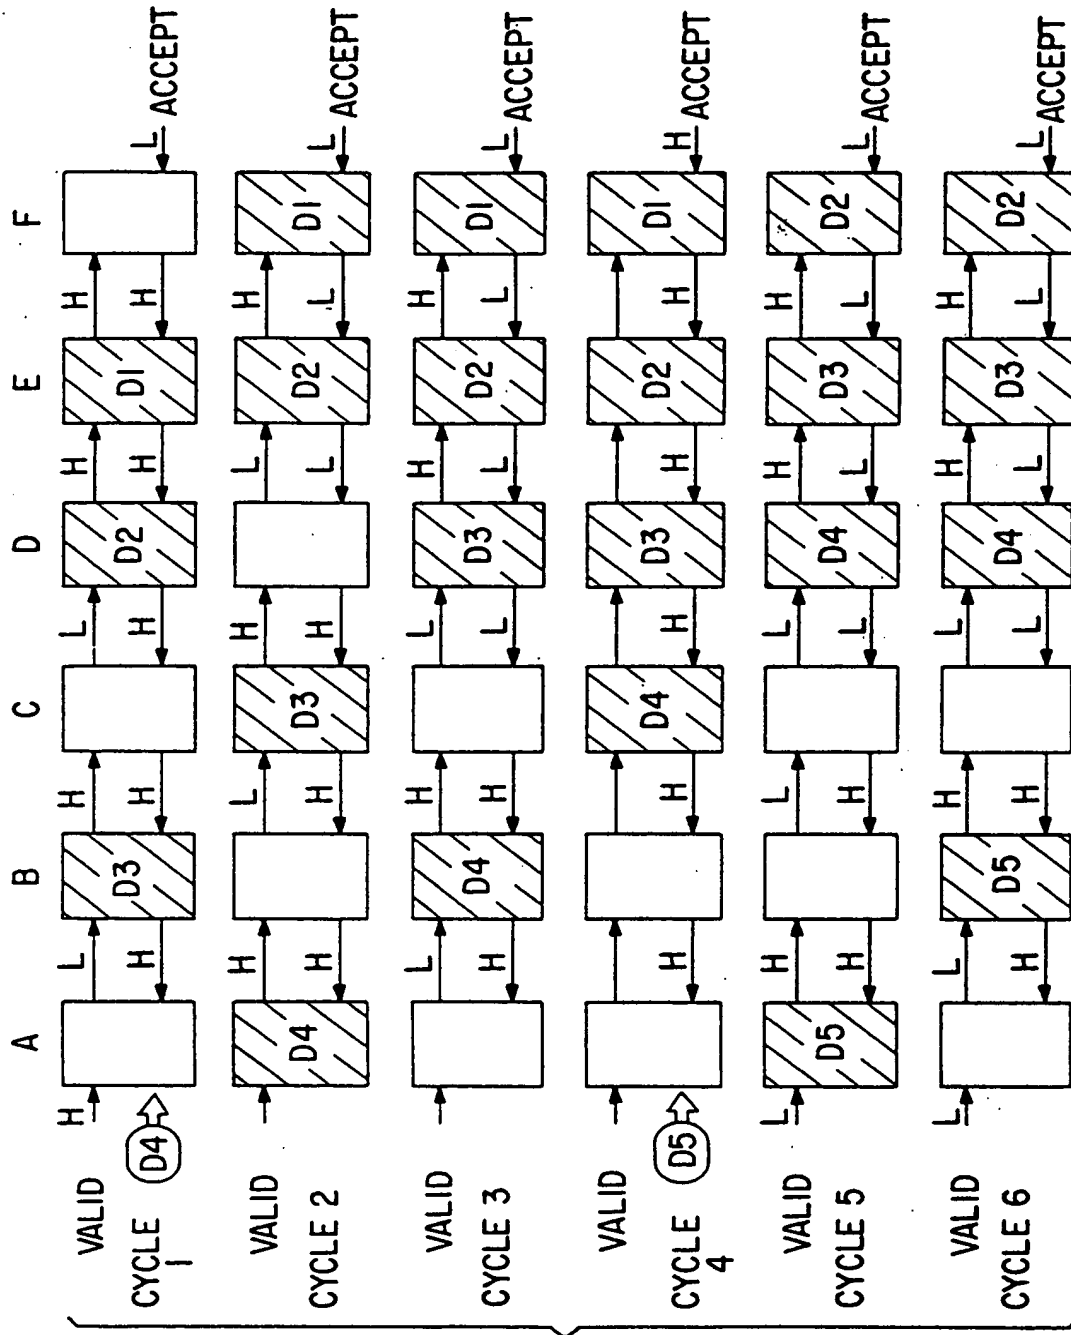 A B C D E F
VALID H L H L H H
D3 D2 D1
CYCLE 1 D4 H H H H H L ACCEPT
VALID H L H L H
D4 D3 D2 D1
CYCLE 2 H H H L L L ACCEPT
VALID L H L H H
D4 D3 D2 D1
CYCLE 3 H H L L L L ACCEPT
VALID
D4 D3 D2 D1
CYCLE 4 D5 H H H H H H ACCEPT
VALID L H L L H H
D5 D4 D3 D2
CYCLE 5 H H L L L L ACCEPT
VALID L L H L H H
D5 D4 D3 D2
CYCLE 6 H H L L L L ACCEPT